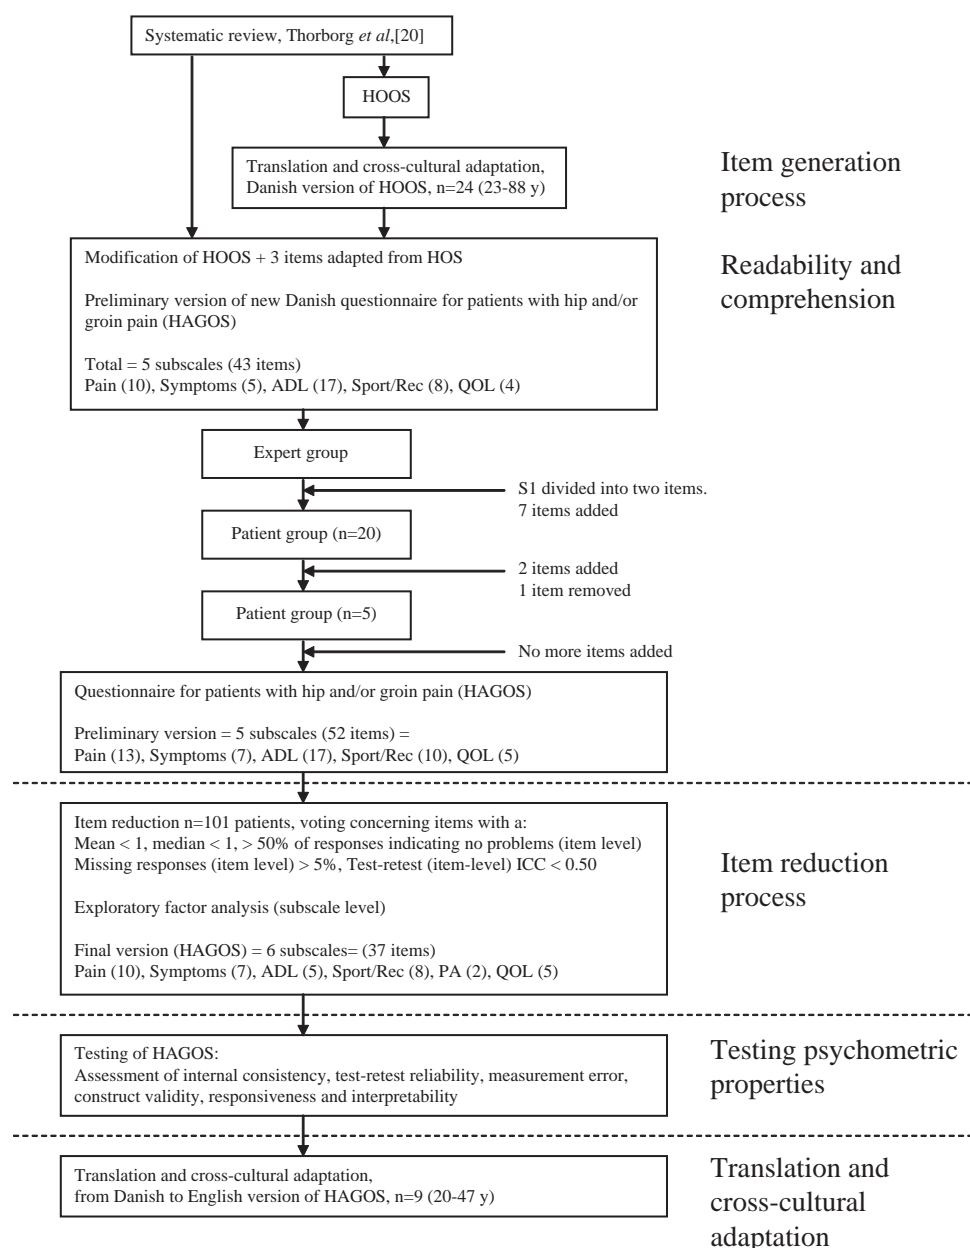 Systematic review, Thorborg et al,[20]
HOOS
Translation and cross-cultural adaptation,
Danish version of HOOS, n=24 (23-88 y)
Item generation
process
Modification of HOOS + 3 items adapted from HOS
Preliminary version of new Danish questionnaire for patients with hip and/or
groin pain (HAGOS)
Total = 5 subscales (43 items)
Pain (10), Symptoms (5), ADL (17), Sport/Rec (8), QOL (4)
Readability and
comprehension
Expert group
S1 divided into two items.
7 items added
Patient group (n=20)
2 items added
1 item removed
Patient group (n=5)
No more items added
Questionnaire for patients with hip and/or groin pain (HAGOS)
Preliminary version = 5 subscales (52 items) =
Pain (13), Symptoms (7), ADL (17), Sport/Rec (10), QOL (5)
Item reduction n=101 patients, voting concerning items with a:
Mean < 1, median < 1, > 50% of responses indicating no problems (item level)
Missing responses (item level) > 5%, Test-retest (item-level) ICC < 0.50
Exploratory factor analysis (subscale level)
Final version (HAGOS) = 6 subscales= (37 items)
Pain (10), Symptoms (7), ADL (5), Sport/Rec (8), PA (2), QOL (5)
Item reduction
process
Testing of HAGOS:
Assessment of internal consistency, test-retest reliability, measurement error,
construct validity, responsiveness and interpretability
Testing psychometric
properties
Translation and cross-cultural adaptation,
from Danish to English version of HAGOS, n=9 (20-47 y)
Translation and
cross-cultural
adaptation